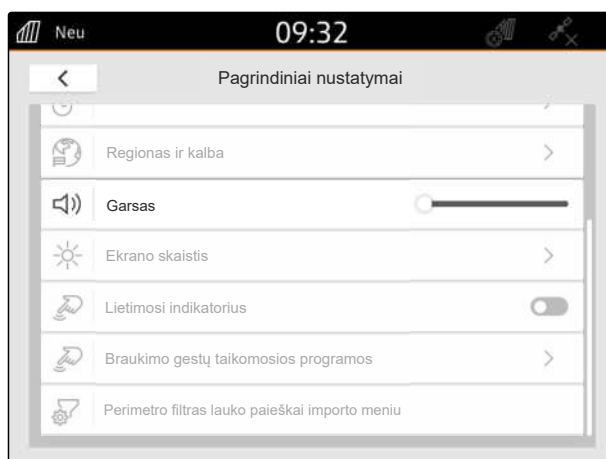 Neu
09:32
Pagrindiniai nustatymai
Regionas ir kalba
Garsas
Ekrano skaistis
Lietimosi indikatorius
Braukimo gestų taikomosios programos
Perimetro filtras lauko paieškai importo meniu